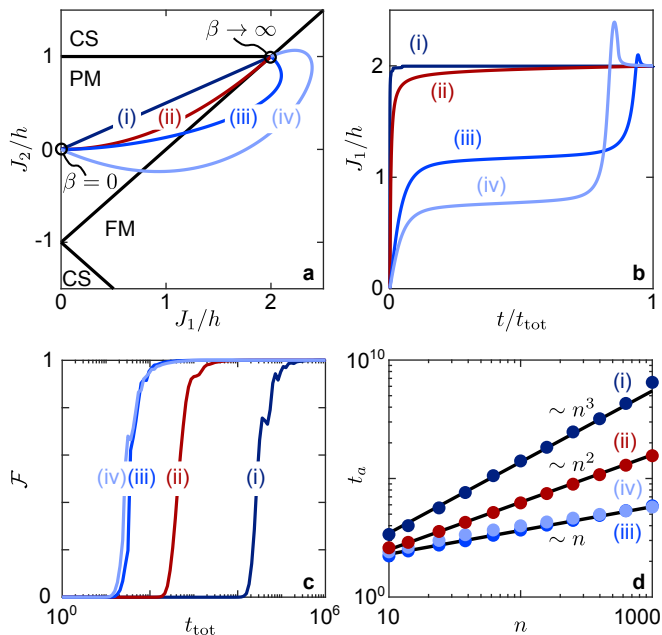 CS
β → ∞
1
PM
J₂/h
(i)
(ii)
(iii)
(iv)
0
β = 0
-1
FM
CS
a
0
1
2
J₁/h
(i)
2
(ii)
J₁/h
(iii)
1
(iv)
0
b
0
1
t/t_tot
1
F
(iv)
(iii)
(ii)
(i)
0
c
10⁰
10⁶
t_tot
10¹⁰
(i)
∼ n³
(ii)
t_a
∼ n²
(iv)
∼ n
(iii)
10⁰
d
10
1000
n